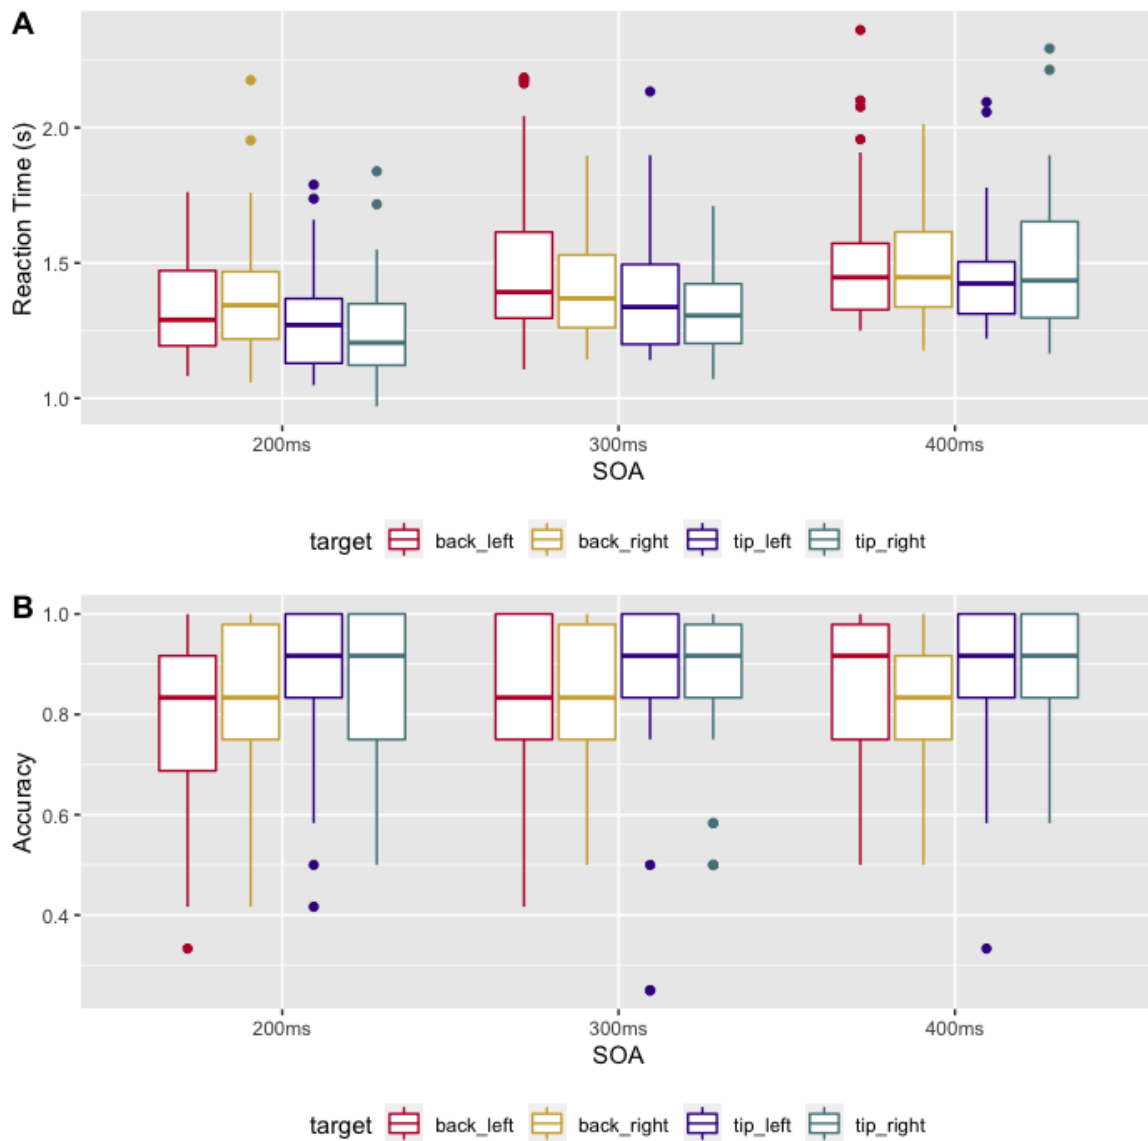 A
Reaction Time (s)
2.0
1.5
1.0
200ms 300ms 400ms
SOA
target back_left back_right tip_left tip_right
B
Accuracy
1.0
0.8
0.6
0.4
200ms 300ms 400ms
SOA
target back_left back_right tip_left tip_right